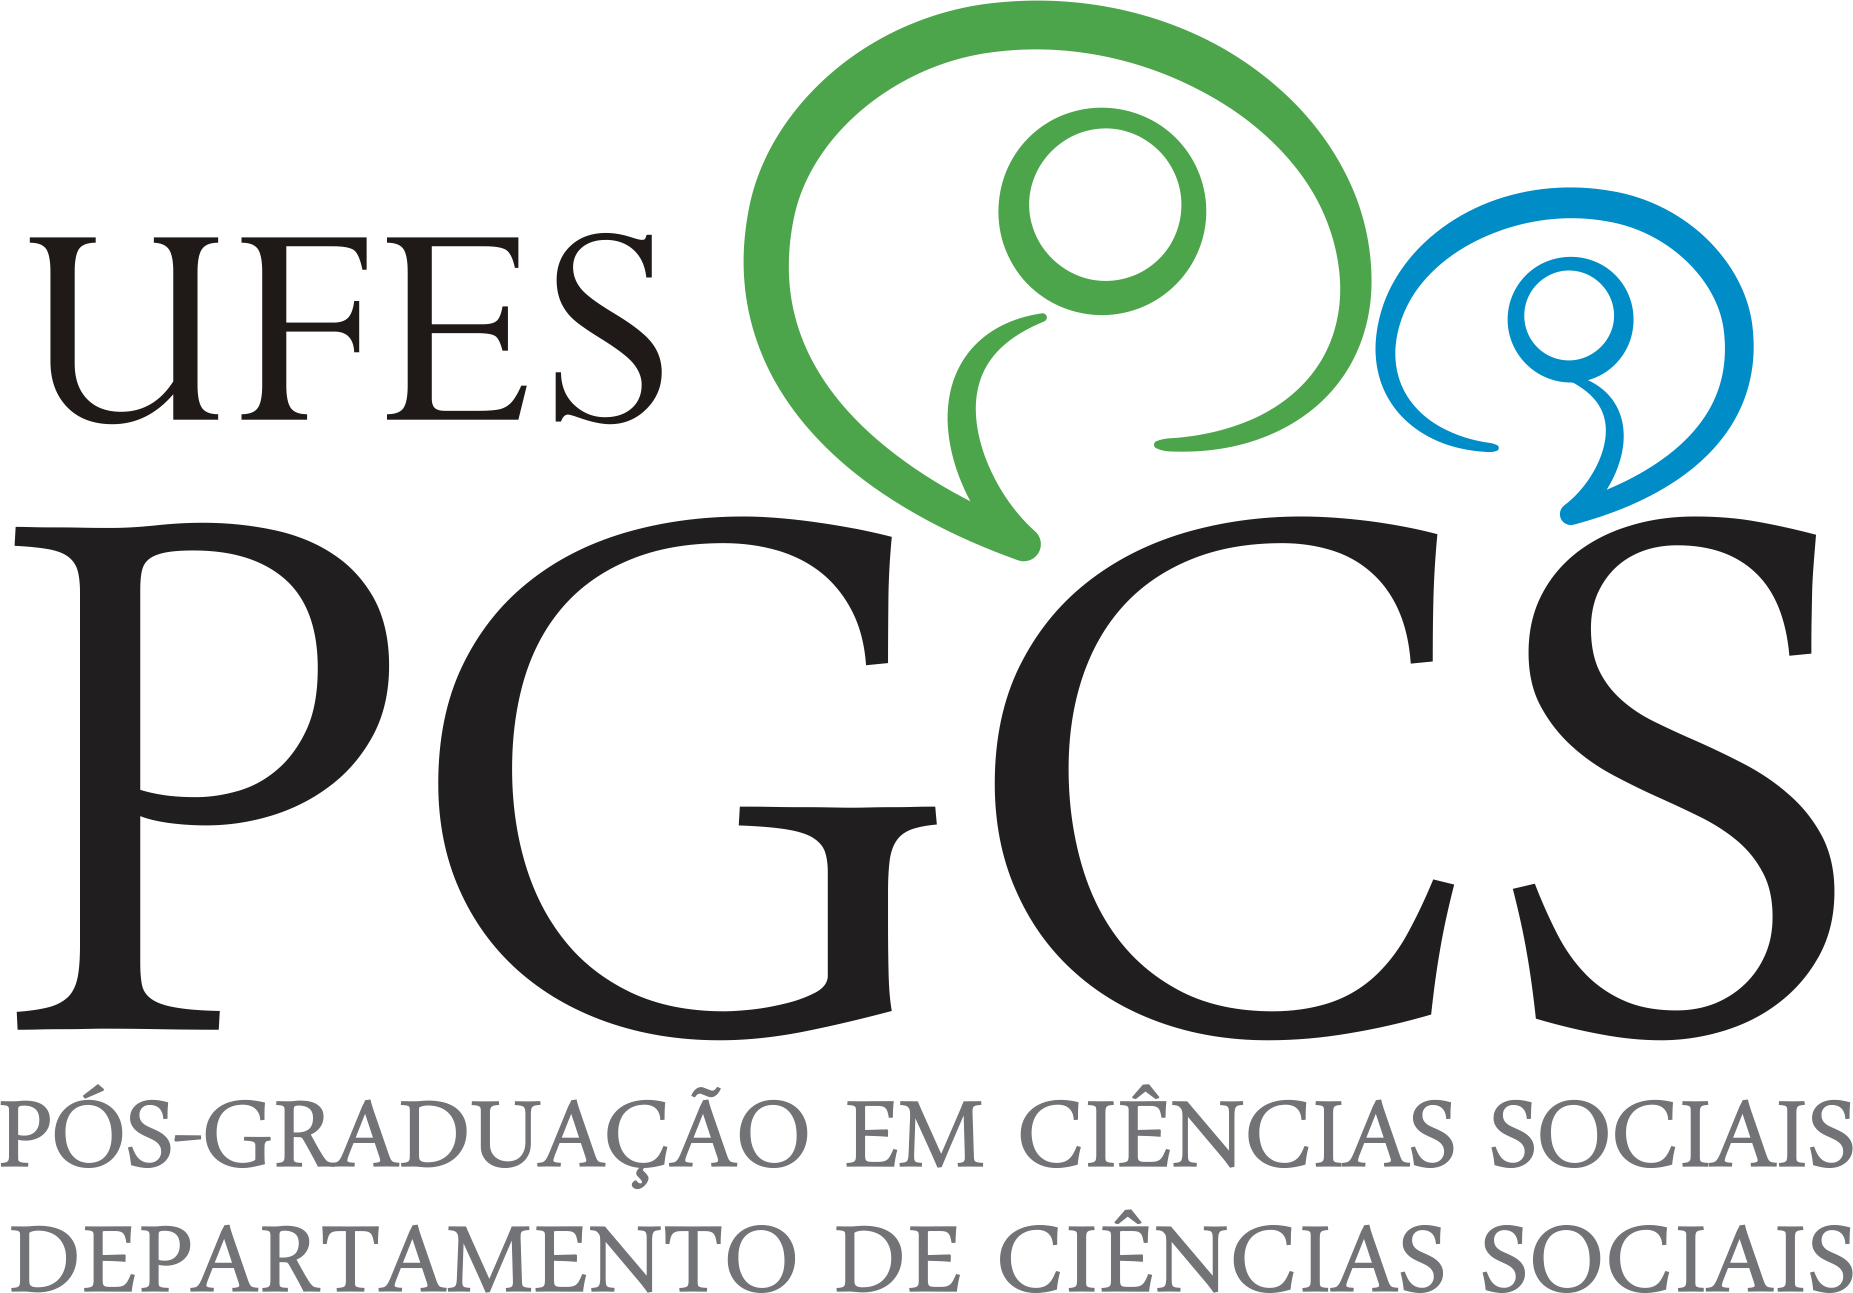 UFES
PGCS
PÓS-GRADUAÇÃO EM CIÊNCIAS SOCIAIS
DEPARTAMENTO DE CIÊNCIAS SOCIAIS